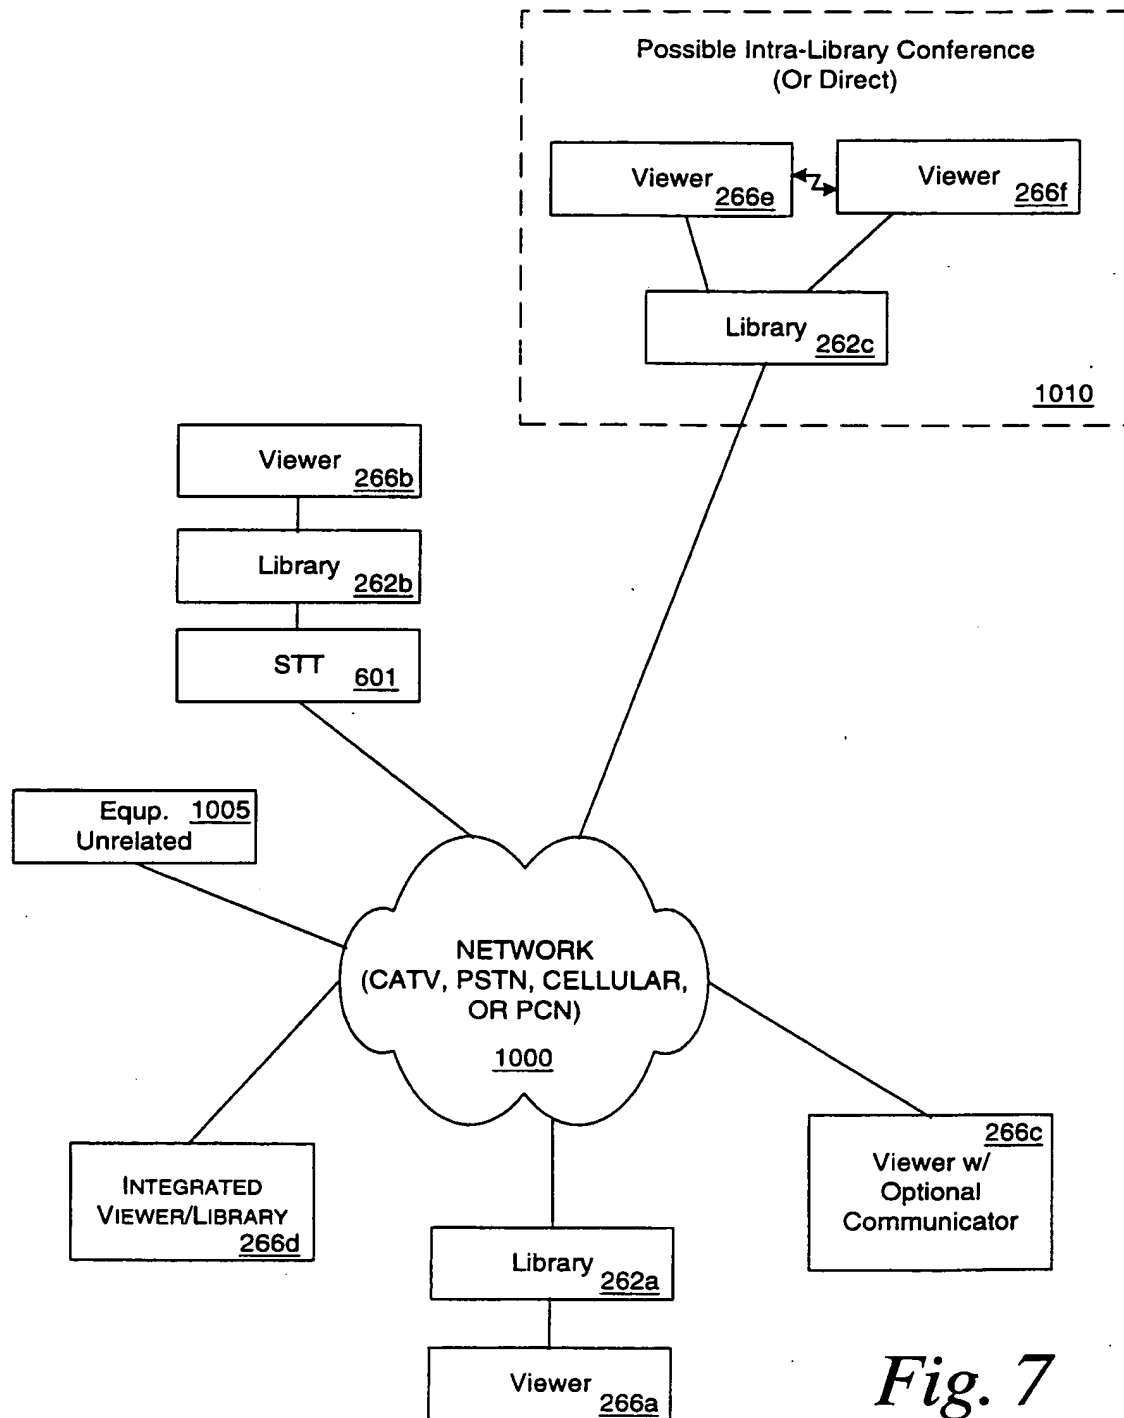 Possible Intra-Library Conference
(Or Direct)
Viewer 266e
Viewer 266f
Library 262c
1010
Viewer 266b
Library 262b
STT 601
Equp. 1005
Unrelated
NETWORK
(CATV, PSTN, CELLULAR,
OR PCN)
1000
266c
Viewer w/
Optional
Communicator
INTEGRATED
VIEWER/LIBRARY
266d
Library 262a
Viewer 266a
Fig. 7